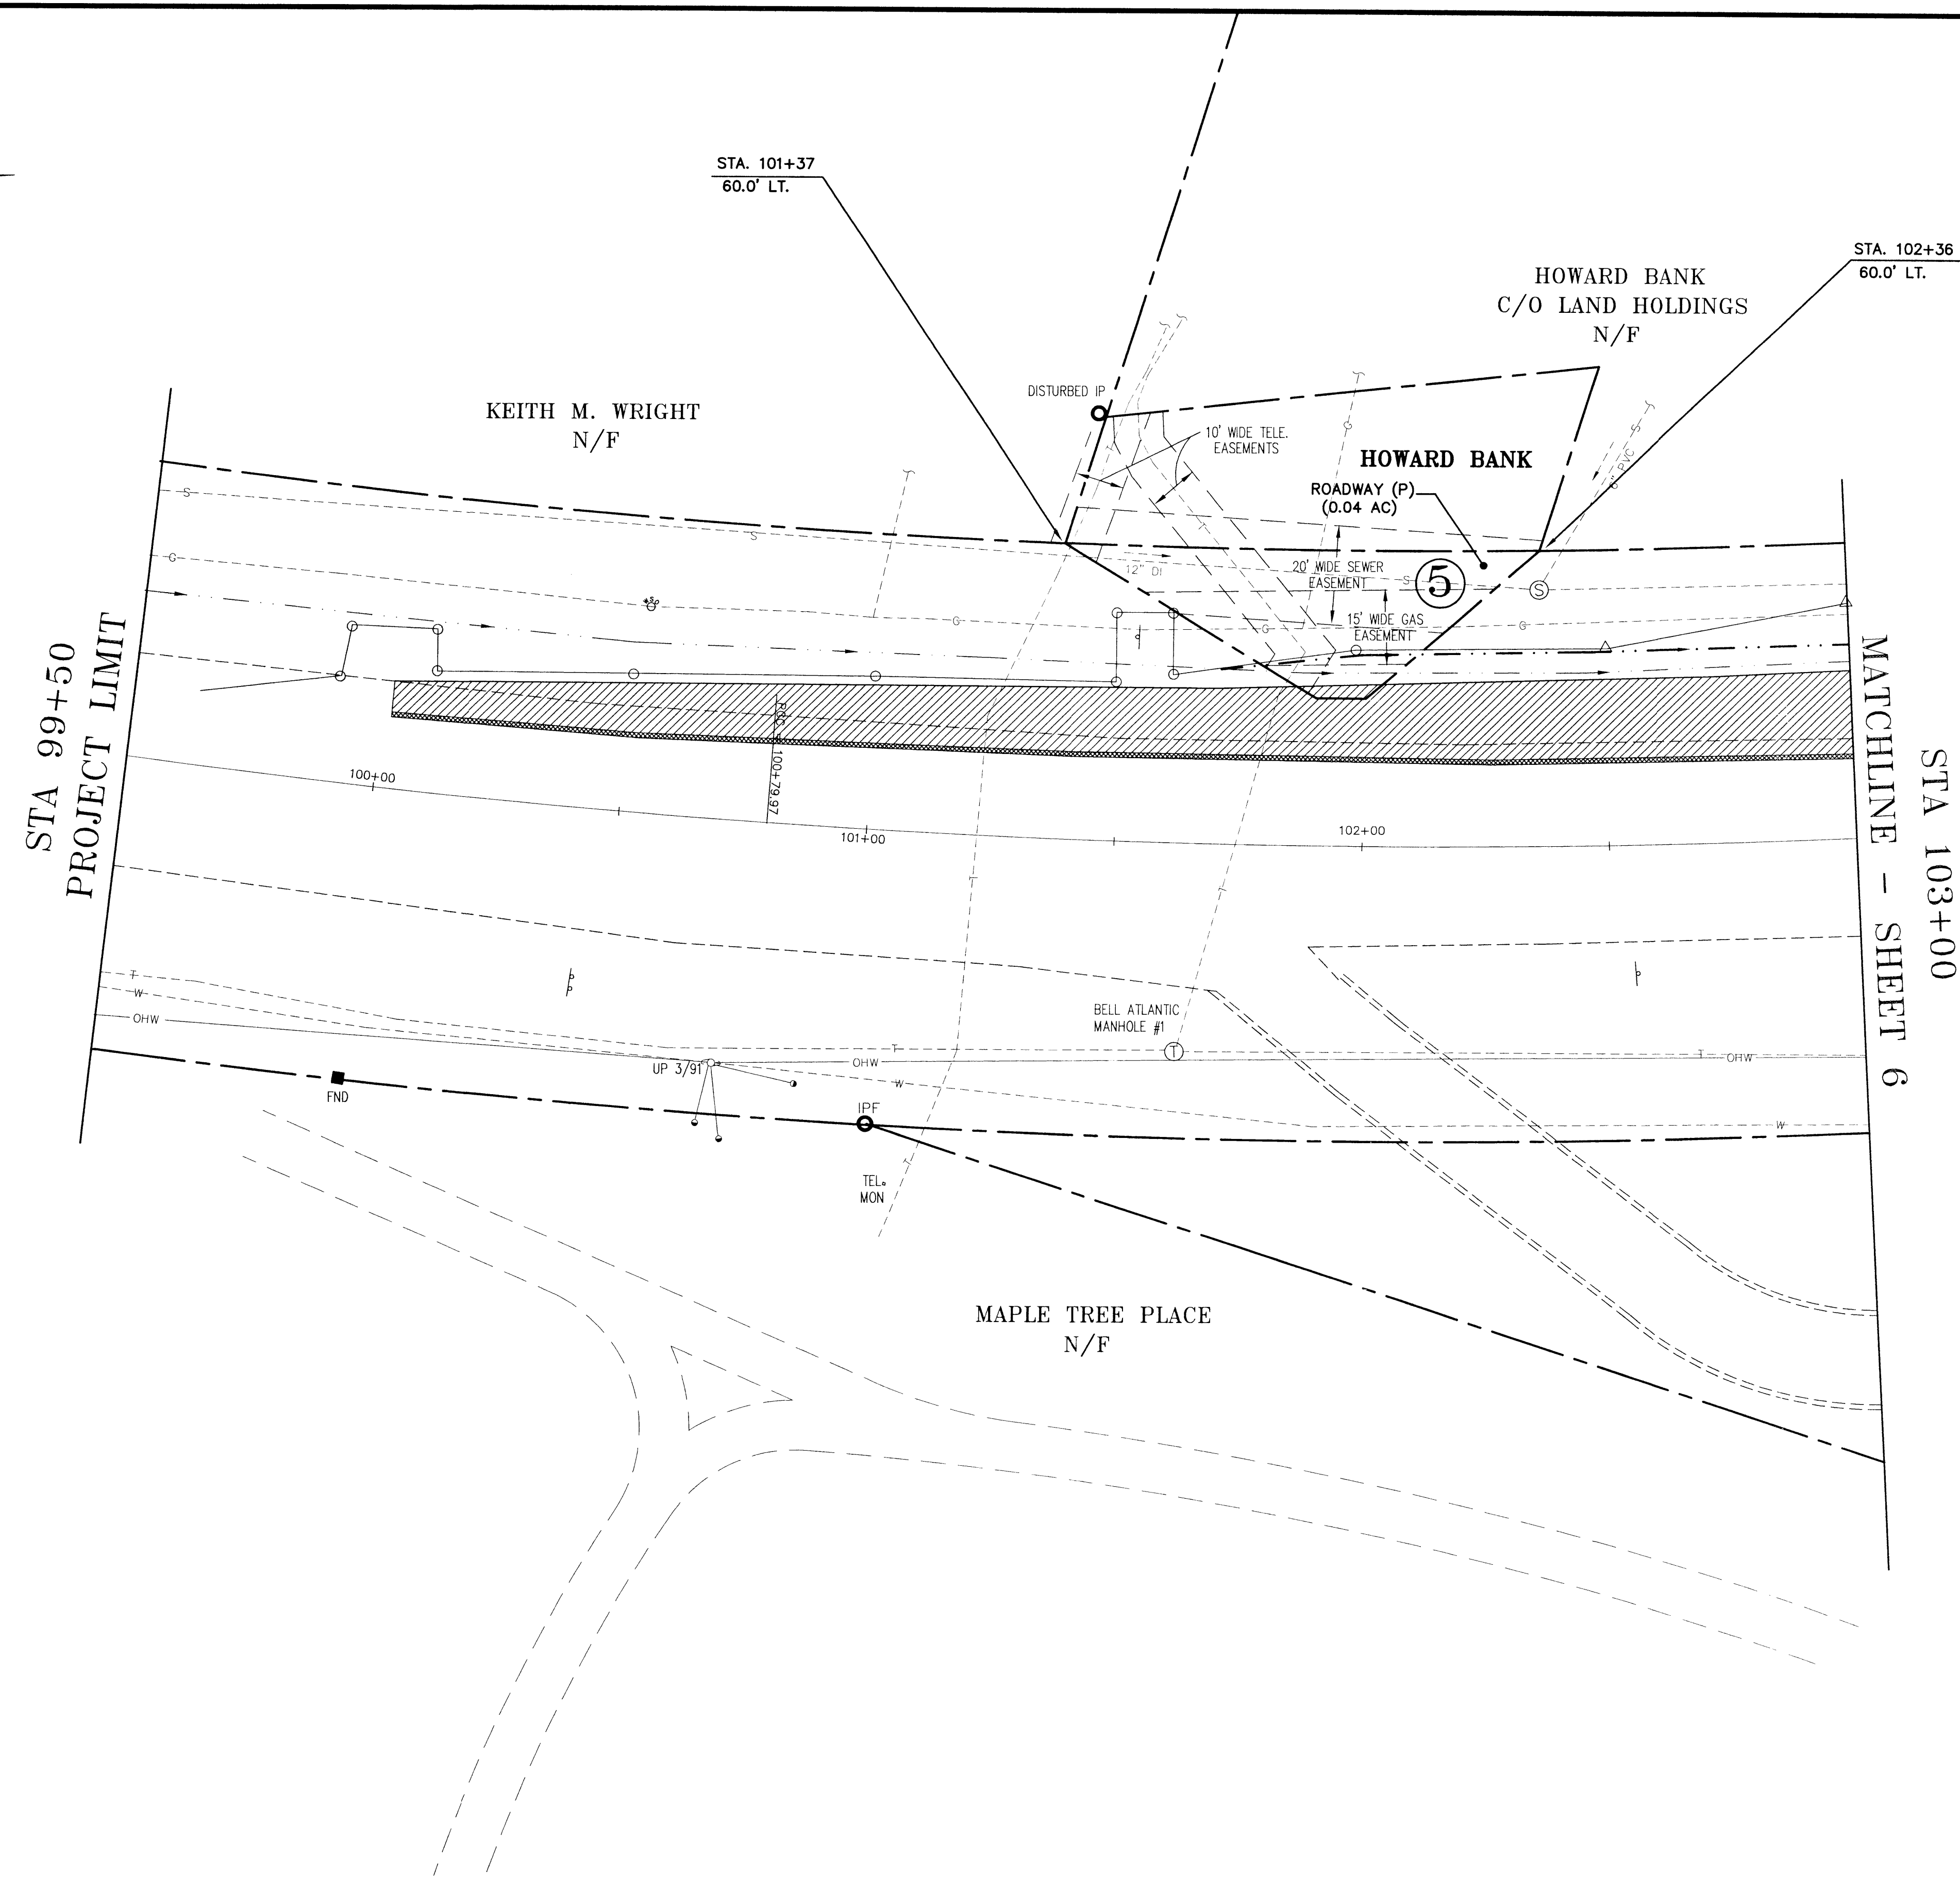 STA. 101+37
60.0' LT.
STA. 102+36
60.0' LT.
HOWARD BANK
C/O LAND HOLDINGS
N/F
KEITH M. WRIGHT
N/F
DISTURBED IP
10' WIDE TELE.
EASEMENTS
HOWARD BANK
ROADWAY (P)
(0.04 AC)
G
S
T
S
S
G
12" DI
20' WIDE SEWER
EASEMENT
S
5
S
15' WIDE GAS
EASEMENT
G
G
G
STA 99+50
PROJECT LIMIT
100+00
101+00
102+00
MATCHLINE - SHEET 6
STA 103+00
T
T
T
W
OHW
BELL ATLANTIC
MANHOLE #1
T
T
T
OHW
OHW
UP 3/91
W
FND
IPF
W
T
TEL.
MON
MAPLE TREE PLACE
N/F